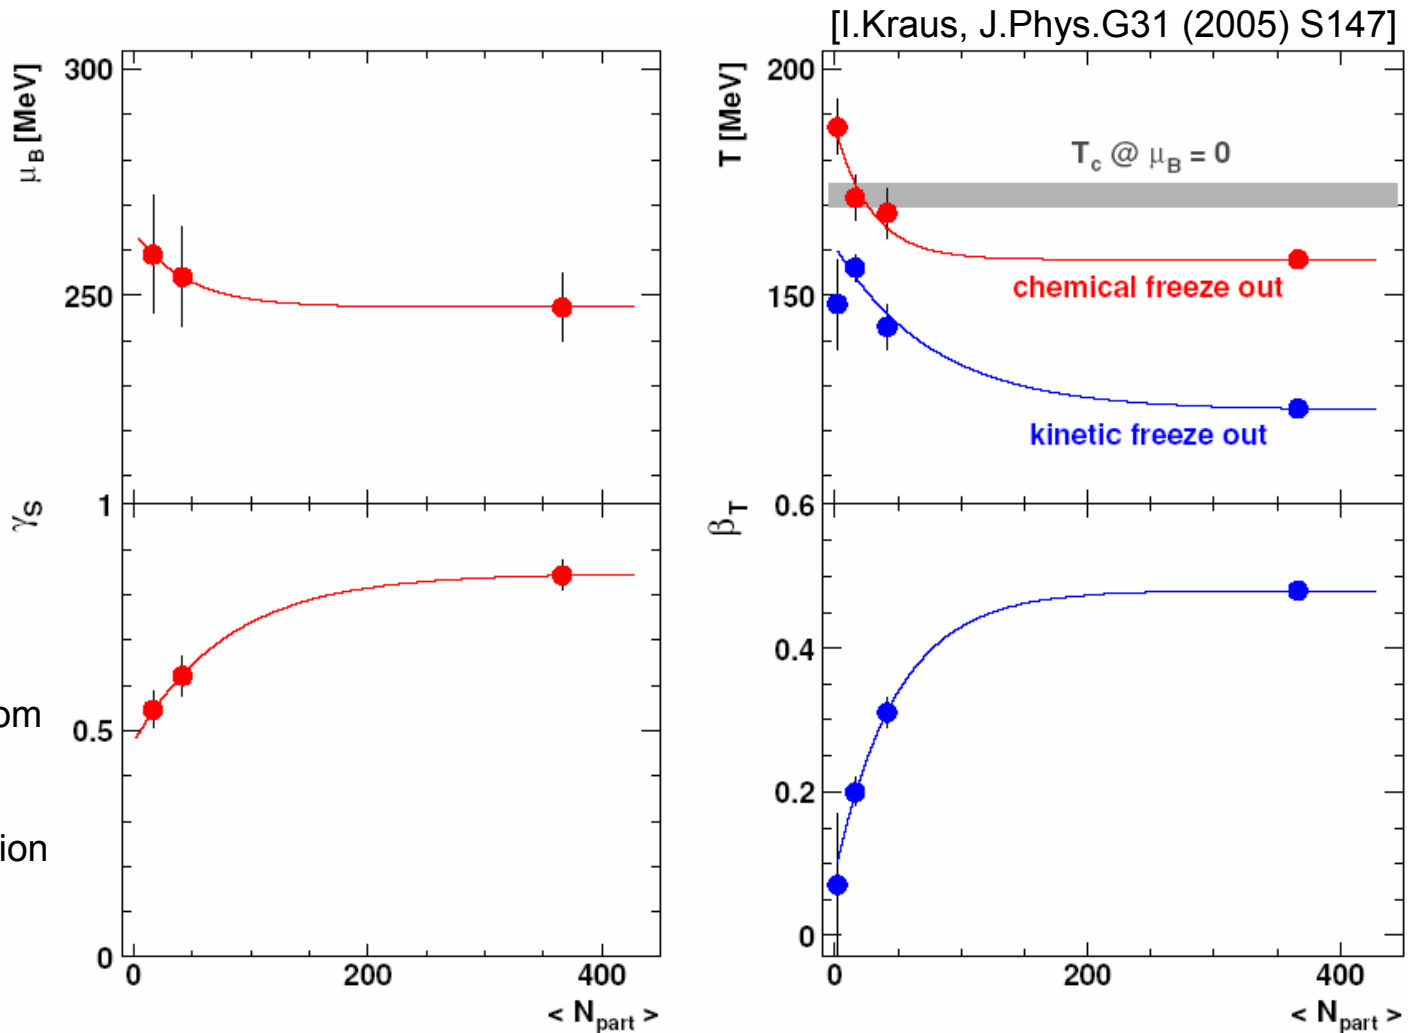 [I.Kraus, J.Phys.G31 (2005) S147]
μB [MeV]
300
250
T [MeV]
200
150
Tc @ μB = 0
chemical freeze out
kinetic freeze out
γS
1
0.5
0
om
ion
0 200 400
< Npart >
βT
0.6
0.4
0.2
0
0 200 400
< Npart >